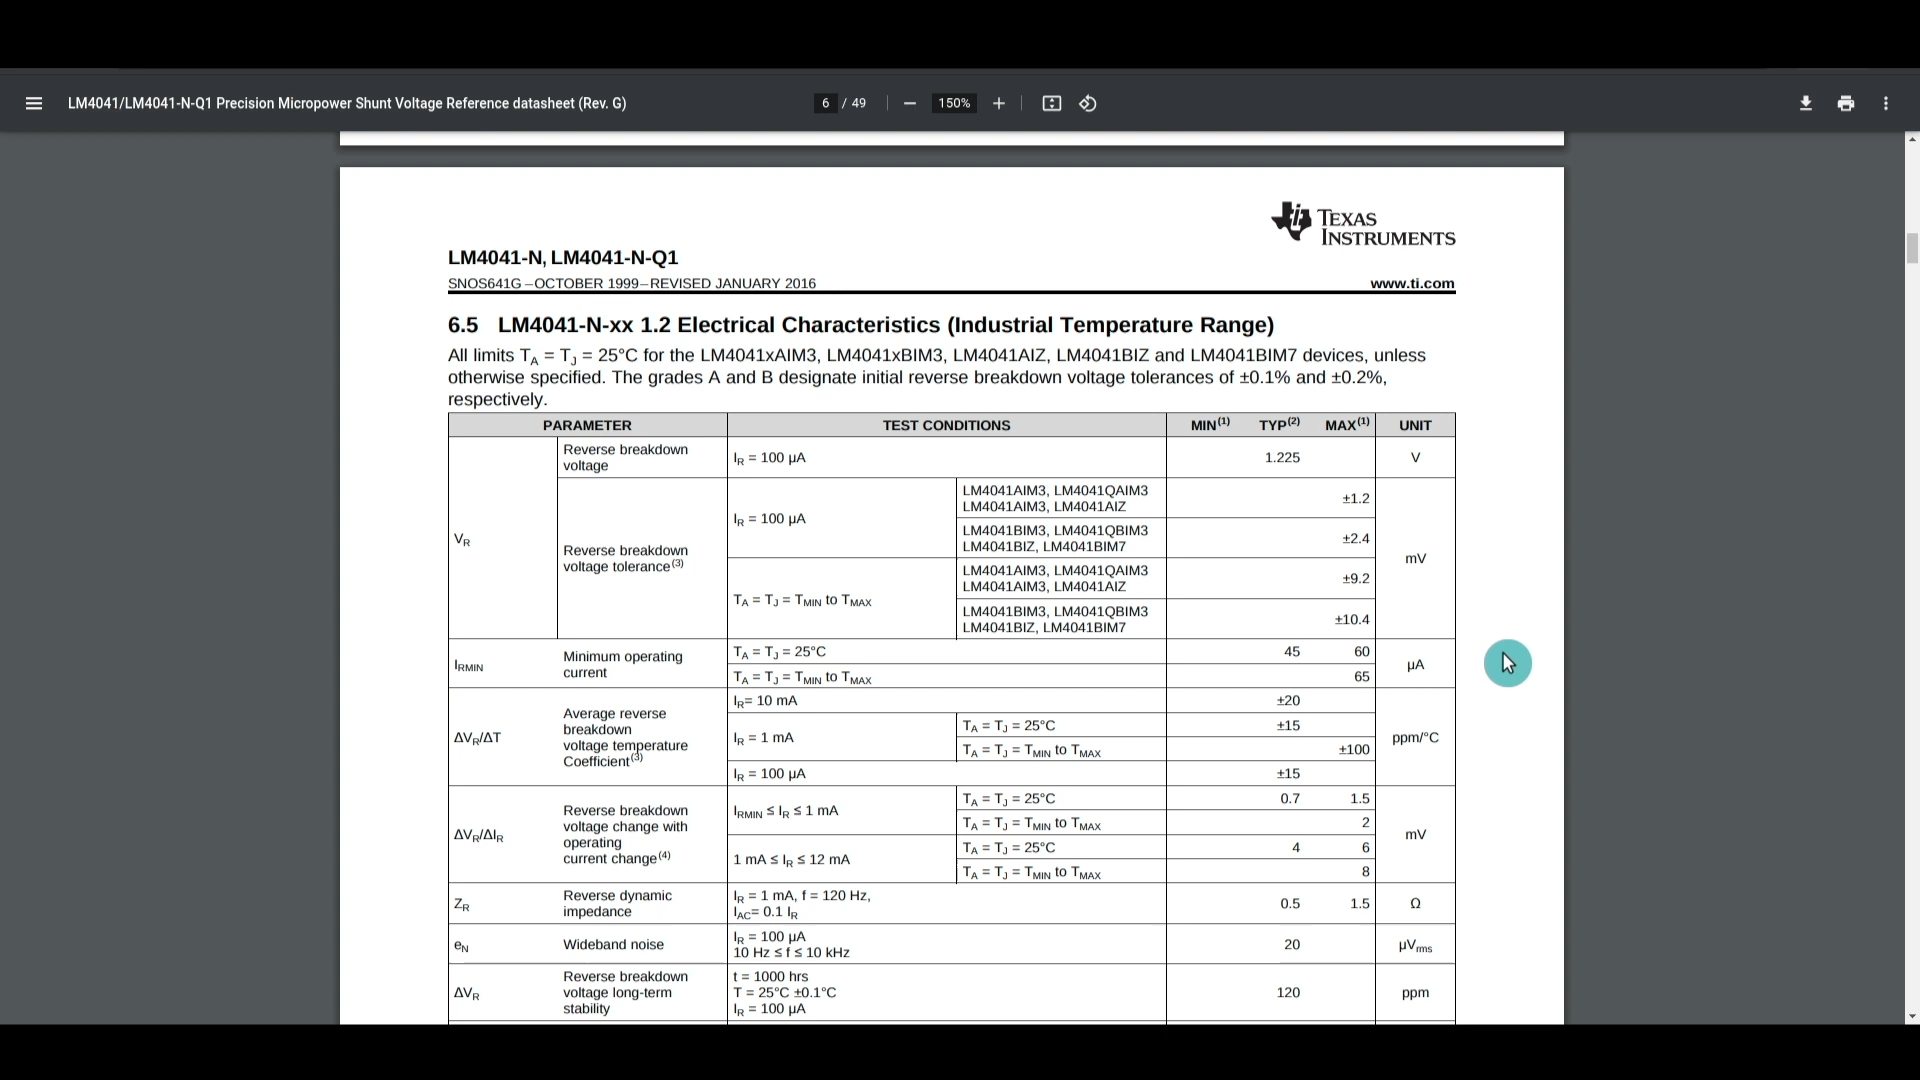 LM4041/LM4041-N-Q1 Precision Micropower Shunt Voltage Reference datasheet (Rev. G)
6 / 49
150%
TEXAS
INSTRUMENTS
LM4041-N, LM4041-N-Q1
SNOS641G –OCTOBER 1999–REVISED JANUARY 2016
www.ti.com
6.5 LM4041-N-xx 1.2 Electrical Characteristics (Industrial Temperature Range)
All limits TA = TJ = 25°C for the LM4041xAIM3, LM4041xBIM3, LM4041AIZ, LM4041BIZ and LM4041BIM7 devices, unless
otherwise specified. The grades A and B designate initial reverse breakdown voltage tolerances of ±0.1% and ±0.2%,
respectively.
PARAMETER TEST CONDITIONS MIN(1) TYP(2) MAX(1) UNIT
VR
Reverse breakdown
voltage
IR = 100 µA
1.225
V
Reverse breakdown
voltage tolerance(3)
IR = 100 µA
LM4041AIM3, LM4041QAIM3
LM4041AIM3, LM4041AIZ
±1.2
LM4041BIM3, LM4041QBIM3
LM4041BIZ, LM4041BIM7
±2.4
TA = TJ = TMIN to TMAX
LM4041AIM3, LM4041QAIM3
LM4041AIM3, LM4041AIZ
±9.2
LM4041BIM3, LM4041QBIM3
LM4041BIZ, LM4041BIM7
±10.4
mV
IRMIN
Minimum operating
current
TA = TJ = 25°C 45 60
TA = TJ = TMIN to TMAX 65
µA
ΔVR/ΔT
Average reverse
breakdown
voltage temperature
Coefficient(3)
IR= 10 mA ±20
IR = 1 mA
TA = TJ = 25°C ±15
TA = TJ = TMIN to TMAX ±100
IR = 100 µA ±15
ppm/°C
ΔVR/ΔIR
Reverse breakdown
voltage change with
operating
current change(4)
IRMIN ≤ IR ≤ 1 mA
TA = TJ = 25°C 0.7 1.5
TA = TJ = TMIN to TMAX 2
1 mA ≤ IR ≤ 12 mA
TA = TJ = 25°C 4 6
TA = TJ = TMIN to TMAX 8
mV
ZR
Reverse dynamic
impedance
IR = 1 mA, f = 120 Hz,
IAC= 0.1 IR
0.5 1.5
Ω
eN
Wideband noise
IR = 100 µA
10 Hz ≤ f ≤ 10 kHz
20
µVrms
ΔVR
Reverse breakdown
voltage long-term
stability
t = 1000 hrs
T = 25°C ±0.1°C
IR = 100 µA
120
ppm